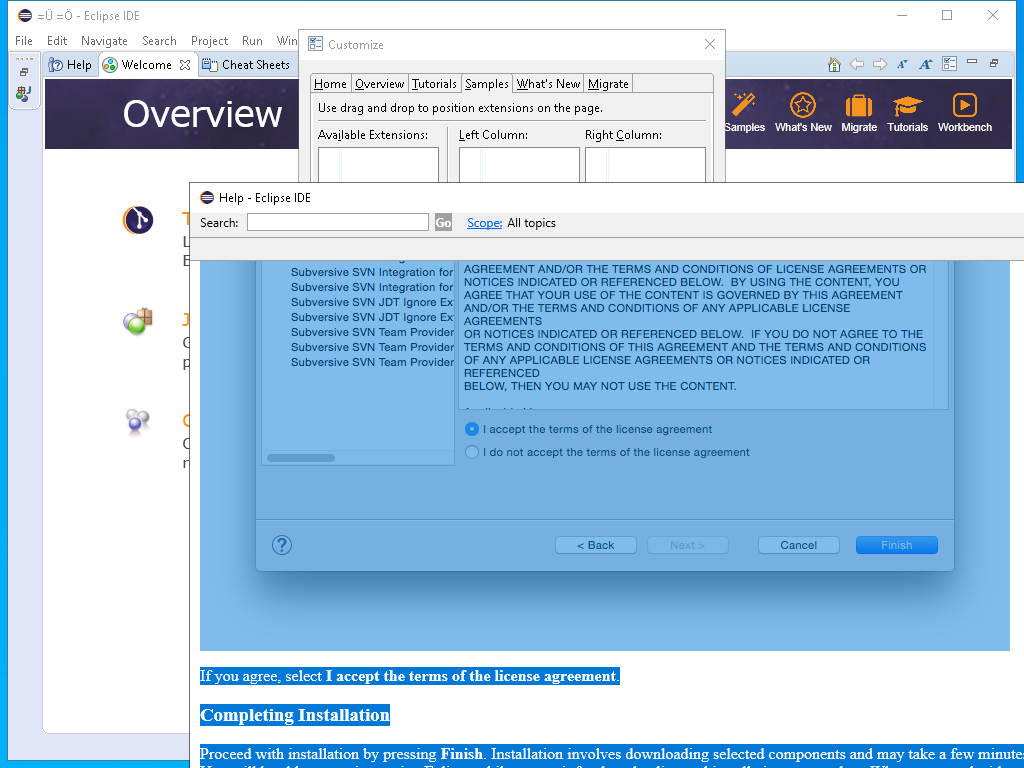 =Ü =Ö - Eclipse IDE
File Edit Navigate Search Project Run
Customize
Help Welcome Cheat Sheets
Home Overview Tutorials Samples What's New Migrate
Use drag and drop to position extensions on the page.
Available Extensions: Left Column: Right Column:
Overview
Samples What's New Migrate Tutorials Workbench
Help - Eclipse IDE
Search: Go Scope: All topics
Subversive SVN Integration for
Subversive SVN Integration for
Subversive SVN JDT Ignore
Subversive SVN JDT Ignore
Subversive SVN Team Provider
Subversive SVN Team Provider
Subversive SVN Team Provider
AGREEMENT AND/OR THE TERMS AND CONDITIONS OF LICENSE AGREEMENTS OR
NOTICES INDICATED OR REFERENCED BELOW. BY USING THE CONTENT, YOU
AGREE THAT YOUR USE OF THE CONTENT IS GOVERNED BY THIS AGREEMENT
AND/OR THE TERMS AND CONDITIONS OF ANY APPLICABLE LICENSE
AGREEMENTS
OR NOTICES INDICATED OR REFERENCED BELOW. IF YOU DO NOT AGREE TO THE
TERMS AND CONDITIONS OF THIS AGREEMENT AND THE TERMS AND CONDITIONS
OF ANY APPLICABLE LICENSE AGREEMENTS OR NOTICES INDICATED OR
REFERENCED
BELOW, THEN YOU MAY NOT USE THE CONTENT.
I accept the terms of the license agreement
I do not accept the terms of the license agreement
? < Back Next > Cancel Finish
If you agree, select I accept the terms of the license agreement.
Completing Installation
Proceed with installation by pressing Finish. Installation involves downloading selected components and may take a few minutes